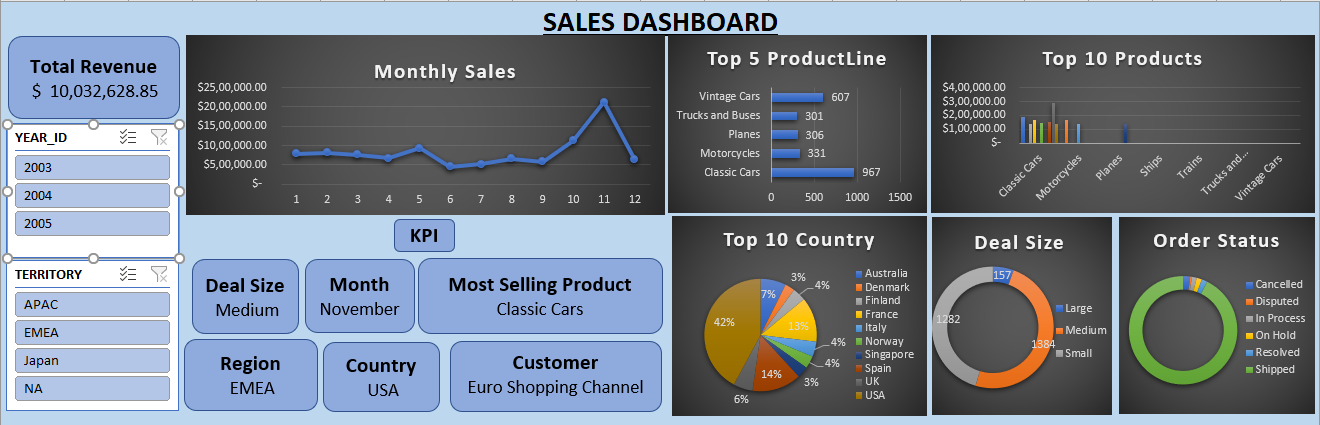 SALES DASHBOARD
Total Revenue
$ 10,032,628.85
YEAR_ID
2003
2004
2005
TERRITORY
APAC
EMEA
Japan
NA
Monthly Sales
$25,00,000.00
$20,00,000.00
$15,00,000.00
$10,00,000.00
$5,00,000.00
$-
1 2 3 4 5 6 7 8 9 10 11 12
Top 5 ProductLine
Vintage Cars 607
Trucks and Buses 301
Planes 306
Motorcycles 331
Classic Cars 967
0 500 1000 1500
Top 10 Products
$4,00,000.00
$3,00,000.00
$2,00,000.00
$1,00,000.00
$-
Classic Cars
Motorcycles
Planes
Ships
Trains
Trucks and...
Vintage Cars
KPI
Deal Size
Medium
Month
November
Most Selling Product
Classic Cars
Region
EMEA
Country
USA
Customer
Euro Shopping Channel
Top 10 Country
7%
3%
4%
13%
4%
4%
3%
14%
6%
42%
Australia
Denmark
Finland
France
Italy
Norway
Singapore
Spain
UK
USA
Deal Size
157
1384
1282
Large
Medium
Small
Order Status
Cancelled
Disputed
In Process
On Hold
Resolved
Shipped